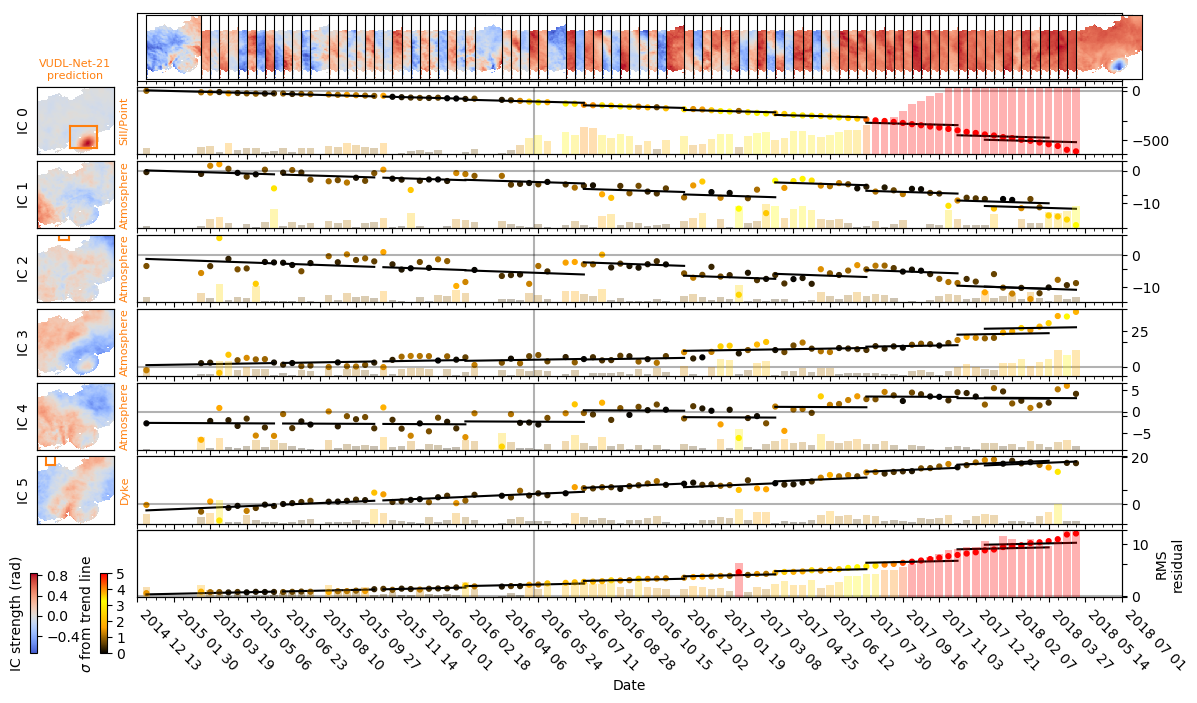 VUDL-Net-21
prediction
IC 0
Sill/Point
0
−500
IC 1
Atmosphere
0
−10
IC 2
Atmosphere
0
−10
IC 3
Atmosphere
25
0
IC 4
Atmosphere
5
0
−5
IC 5
Dyke
20
0
10
0
RMS
residual
IC strength (rad)
0.8
0.4
0.0
−0.4
σ from trend line
5
4
3
2
1
0
2014 12 13
2015 01 30
2015 03 19
2015 05 06
2015 06 23
2015 08 10
2015 09 27
2015 11 14
2016 01 01
2016 02 18
2016 04 06
2016 05 24
2016 07 11
2016 08 28
2016 10 15
2016 12 02
2017 01 19
2017 03 08
2017 04 25
2017 06 12
2017 07 30
2017 09 16
2017 11 03
2017 12 21
2018 02 07
2018 03 27
2018 05 14
2018 07 01
Date